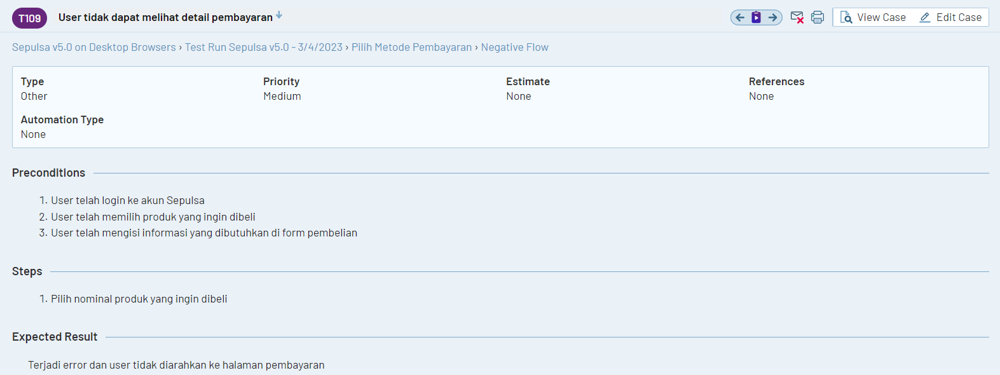 T109 User tidak dapat melihat detail pembayaran View Case Edit Case
Sepulsa v5.0 on Desktop Browsers › Test Run Sepulsa v5.0 - 3/4/2023 › Pilih Metode Pembayaran › Negative Flow
Type Priority Estimate References
Other Medium None None
Automation Type
None
Preconditions
1. User telah login ke akun Sepulsa
2. User telah memilih produk yang ingin dibeli
3. User telah mengisi informasi yang dibutuhkan di form pembelian
Steps
1. Pilih nominal produk yang ingin dibeli
Expected Result
Terjadi error dan user tidak diarahkan ke halaman pembayaran